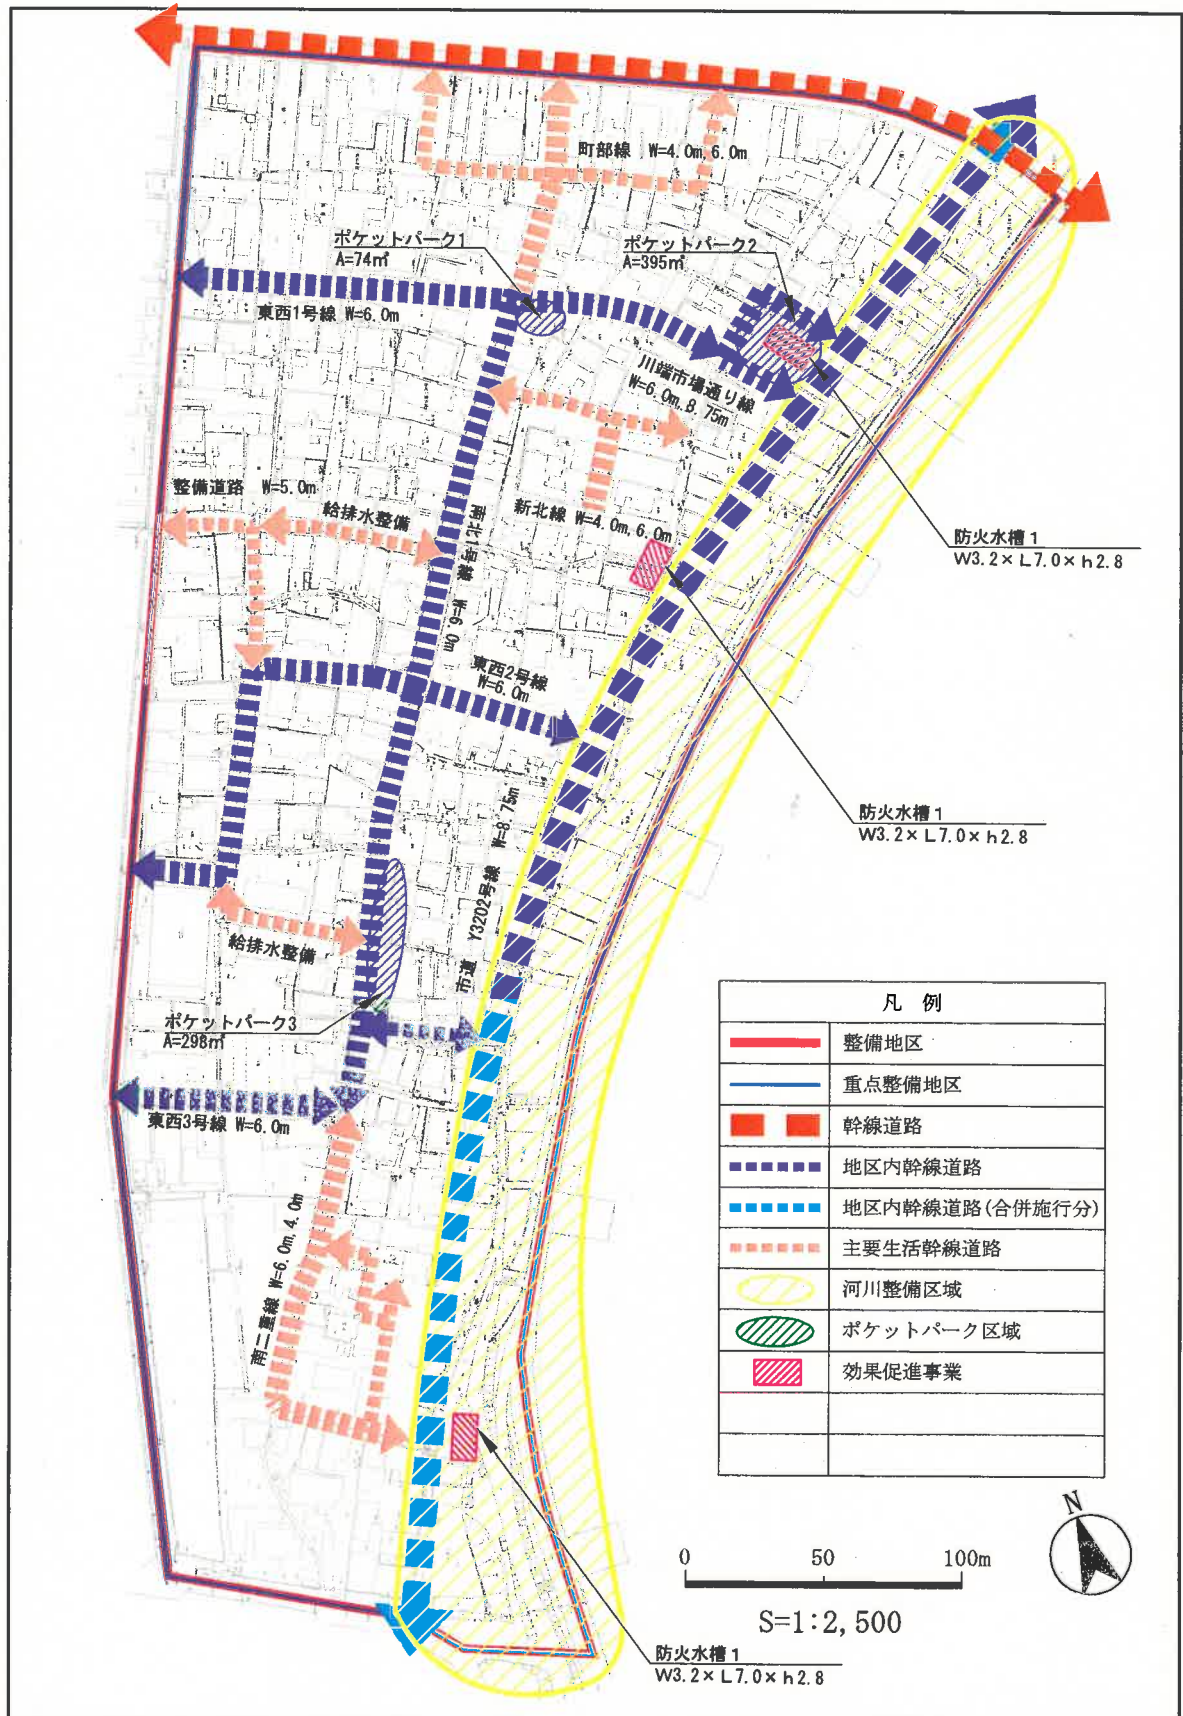 町部線 W=4.0m,6.0m
ポケットパーク1
A=74㎡
ポケットパーク2
A=395㎡
東西1号線 W=6.0m
川端市場通り線
W=6.0m,8.75m
整備道路 W=5.0m
給排水整備
南北1号線 W=6.0m
新北線 W=4.0m,6.0m
防火水槽1
W3.2×L7.0×h2.8
東西2号線
W=6.0m
防火水槽1
W3.2×L7.0×h2.8
市道 Y3202号線 W=8.75m
給排水整備
ポケットパーク3
A=298㎡
東西3号線 W=6.0m
南二重線 W=6.0m,4.0m
凡 例
整備地区
重点整備地区
幹線道路
地区内幹線道路
地区内幹線道路(合併施行分)
主要生活幹線道路
河川整備区域
ポケットパーク区域
効果促進事業
N
0 50 100m
S=1:2,500
防火水槽1
W3.2×L7.0×h2.8